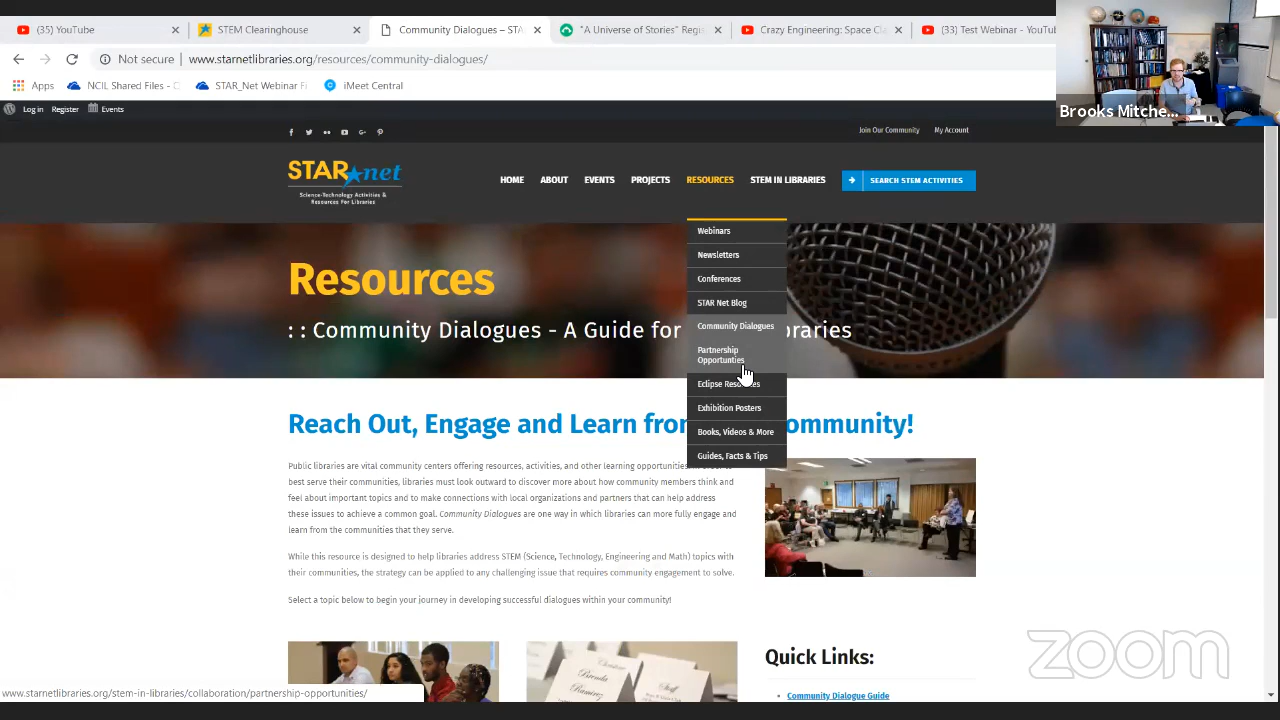 (35) YouTube
STEM Clearinghouse
Community Dialogues – STA
"A Universe of Stories" Regis
Crazy Engineering: Space Cla
(33) Test Webinar - YouTub
Not secure
www.starnetlibraries.org/resources/community-dialogues/
Apps
NCIL Shared Files - C
STAR_Net Webinar Fi
iMeet Central
Brooks Mitche...
Log in
Register
Events
Join Our Community
My Account
STAR net
Science-Technology Activities &
Resources For Libraries
HOME
ABOUT
EVENTS
PROJECTS
RESOURCES
STEM IN LIBRARIES
SEARCH STEM ACTIVITIES
Webinars
Newsletters
Conferences
STAR Net Blog
Community Dialogues
Partnership
Opportunties
Eclipse Resources
Exhibition Posters
Books, Videos & More
Guides, Facts & Tips
Resources
: : Community Dialogues - A Guide for
Reach Out, Engage and Learn from
Public libraries are vital community centers offering resources, activities, and other learning opportunities.
best serve their communities, libraries must look outward to discover more about how community members think and
feel about important topics and to make connections with local organizations and partners that can help address
these issues to achieve a common goal. Community Dialogues are one way in which libraries can more fully engage and
learn from the communities that they serve.
While this resource is designed to help libraries address STEM (Science, Technology, Engineering and Math) topics with
their communities, the strategy can be applied to any challenging issue that requires community engagement to solve.
Select a topic below to begin your journey in developing successful dialogues within your community!
Quick Links:
Community Dialogue Guide
zoom
www.starnetlibraries.org/stem-in-libraries/collaboration/partnership-opportunities/